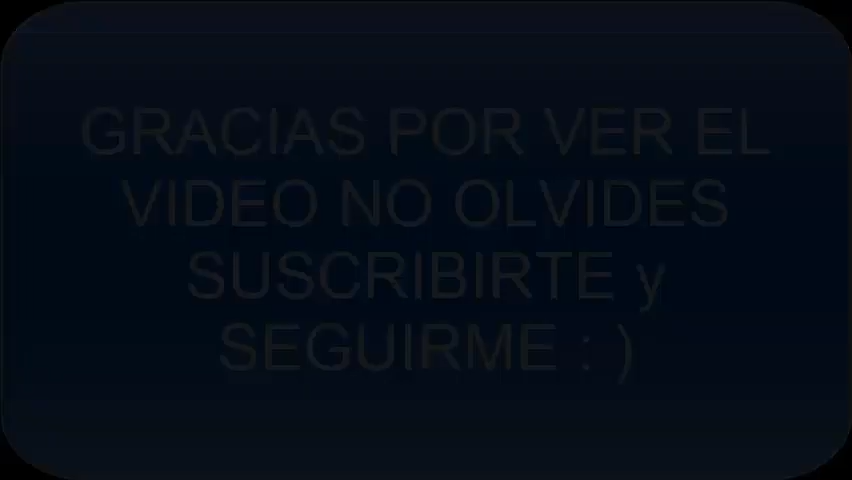 GRACIAS POR VER EL
VIDEO NO OLVIDES
SUSCRIBIRTE y
SEGUIRME : )